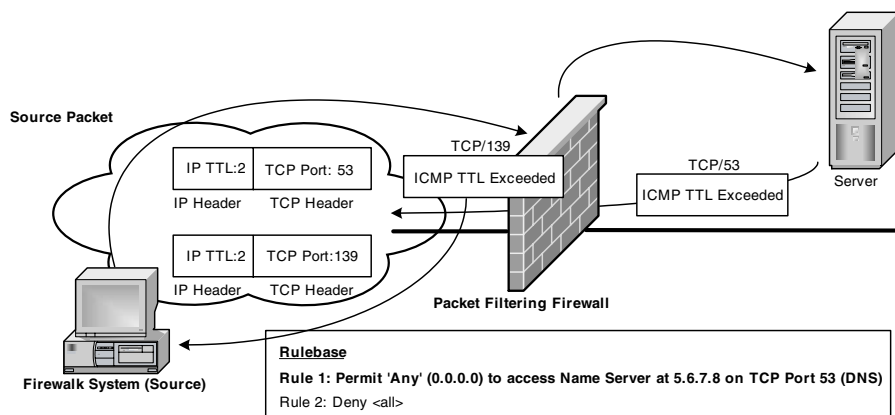 Source Packet
IP TTL:2 TCP Port: 53
IP Header TCP Header
IP TTL:2 TCP Port:139
IP Header TCP Header
Firewalk System (Source)
TCP/139
ICMP TTL Exceeded
Packet Filtering Firewall
TCP/53
ICMP TTL Exceeded
Server
Rulebase
Rule 1: Permit 'Any' (0.0.0.0) to access Name Server at 5.6.7.8 on TCP Port 53 (DNS)
Rule 2: Deny <all>